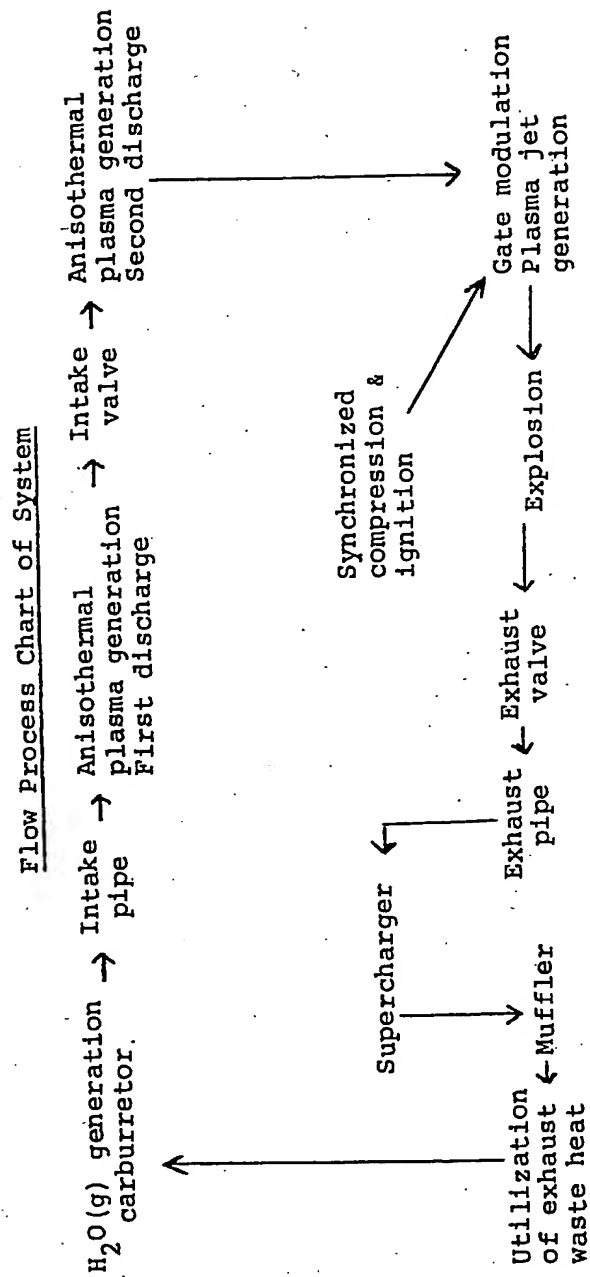 Flow Process Chart of System
H₂O(g) generation
carburretor.
→ Intake
pipe
→ Anisothermal
plasma generation
First discharge
→ Intake
valve
→ Anisothermal
plasma generation
Second discharge
Synchronized
compression &
ignition
Gate modulation
Plasma jet
generation
Explosion
Exhaust
valve
Exhaust
pipe
Supercharger
Muffler
Utilization
of exhaust
waste heat